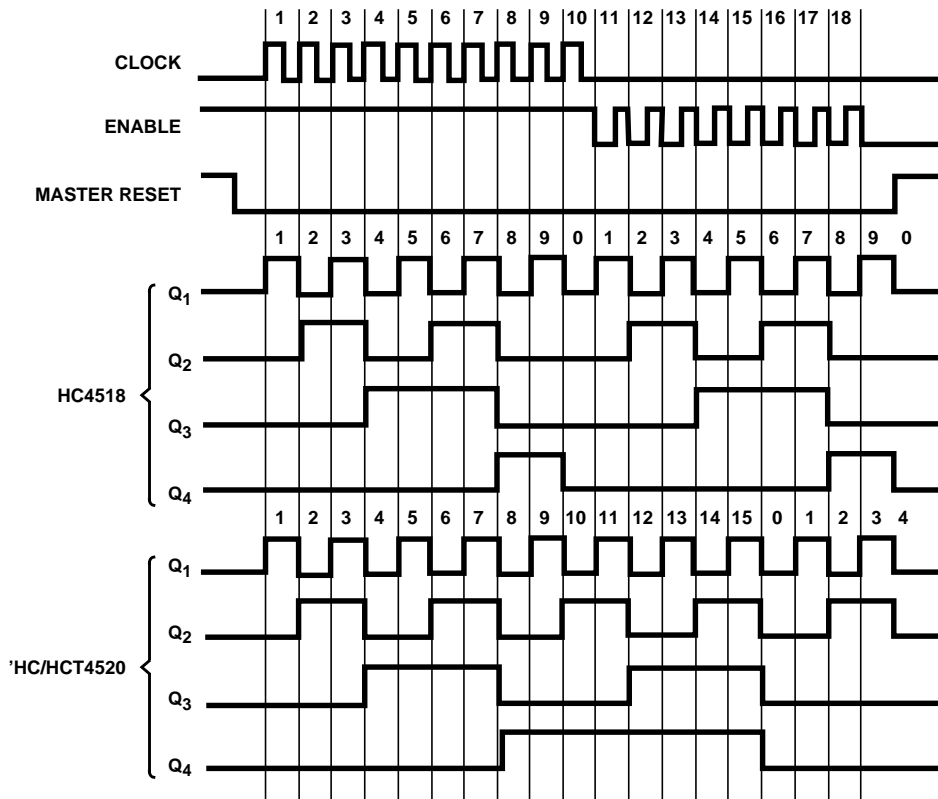 1 2 3 4 5 6 7 8 9 10 11 12 13 14 15 16 17 18
CLOCK
ENABLE
MASTER RESET
1 2 3 4 5 6 7 8 9 0 1 2 3 4 5 6 7 8 9 0
Q1
Q2
HC4518
Q3
Q4
1 2 3 4 5 6 7 8 9 10 11 12 13 14 15 0 1 2 3 4
Q1
Q2
’HC/HCT4520
Q3
Q4